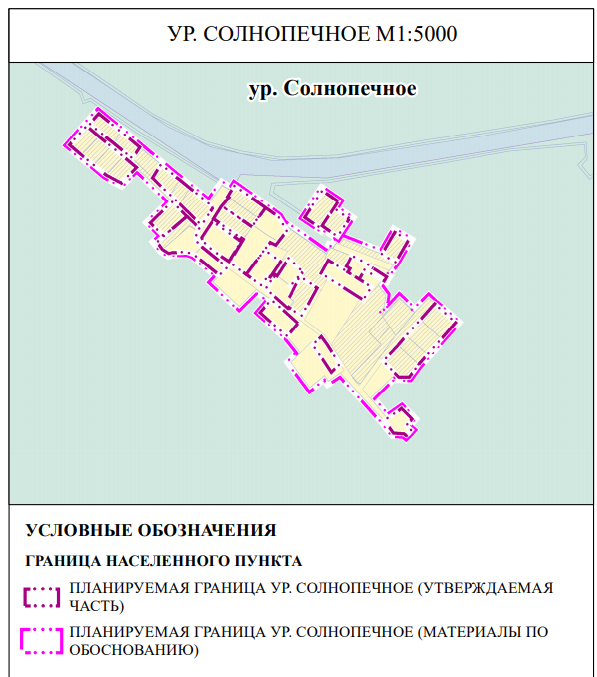 УР. СОЛНОПЕЧНОЕ М1:5000
ур. Солнопечное
УСЛОВНЫЕ ОБОЗНАЧЕНИЯ
ГРАНИЦА НАСЕЛЕННОГО ПУНКТА
ПЛАНИРУЕМАЯ ГРАНИЦА УР. СОЛНОПЕЧНОЕ (УТВЕРЖДАЕМАЯ
ЧАСТЬ)
ПЛАНИРУЕМАЯ ГРАНИЦА УР. СОЛНОПЕЧНОЕ (МАТЕРИАЛЫ ПО
ОБОСНОВАНИЮ)